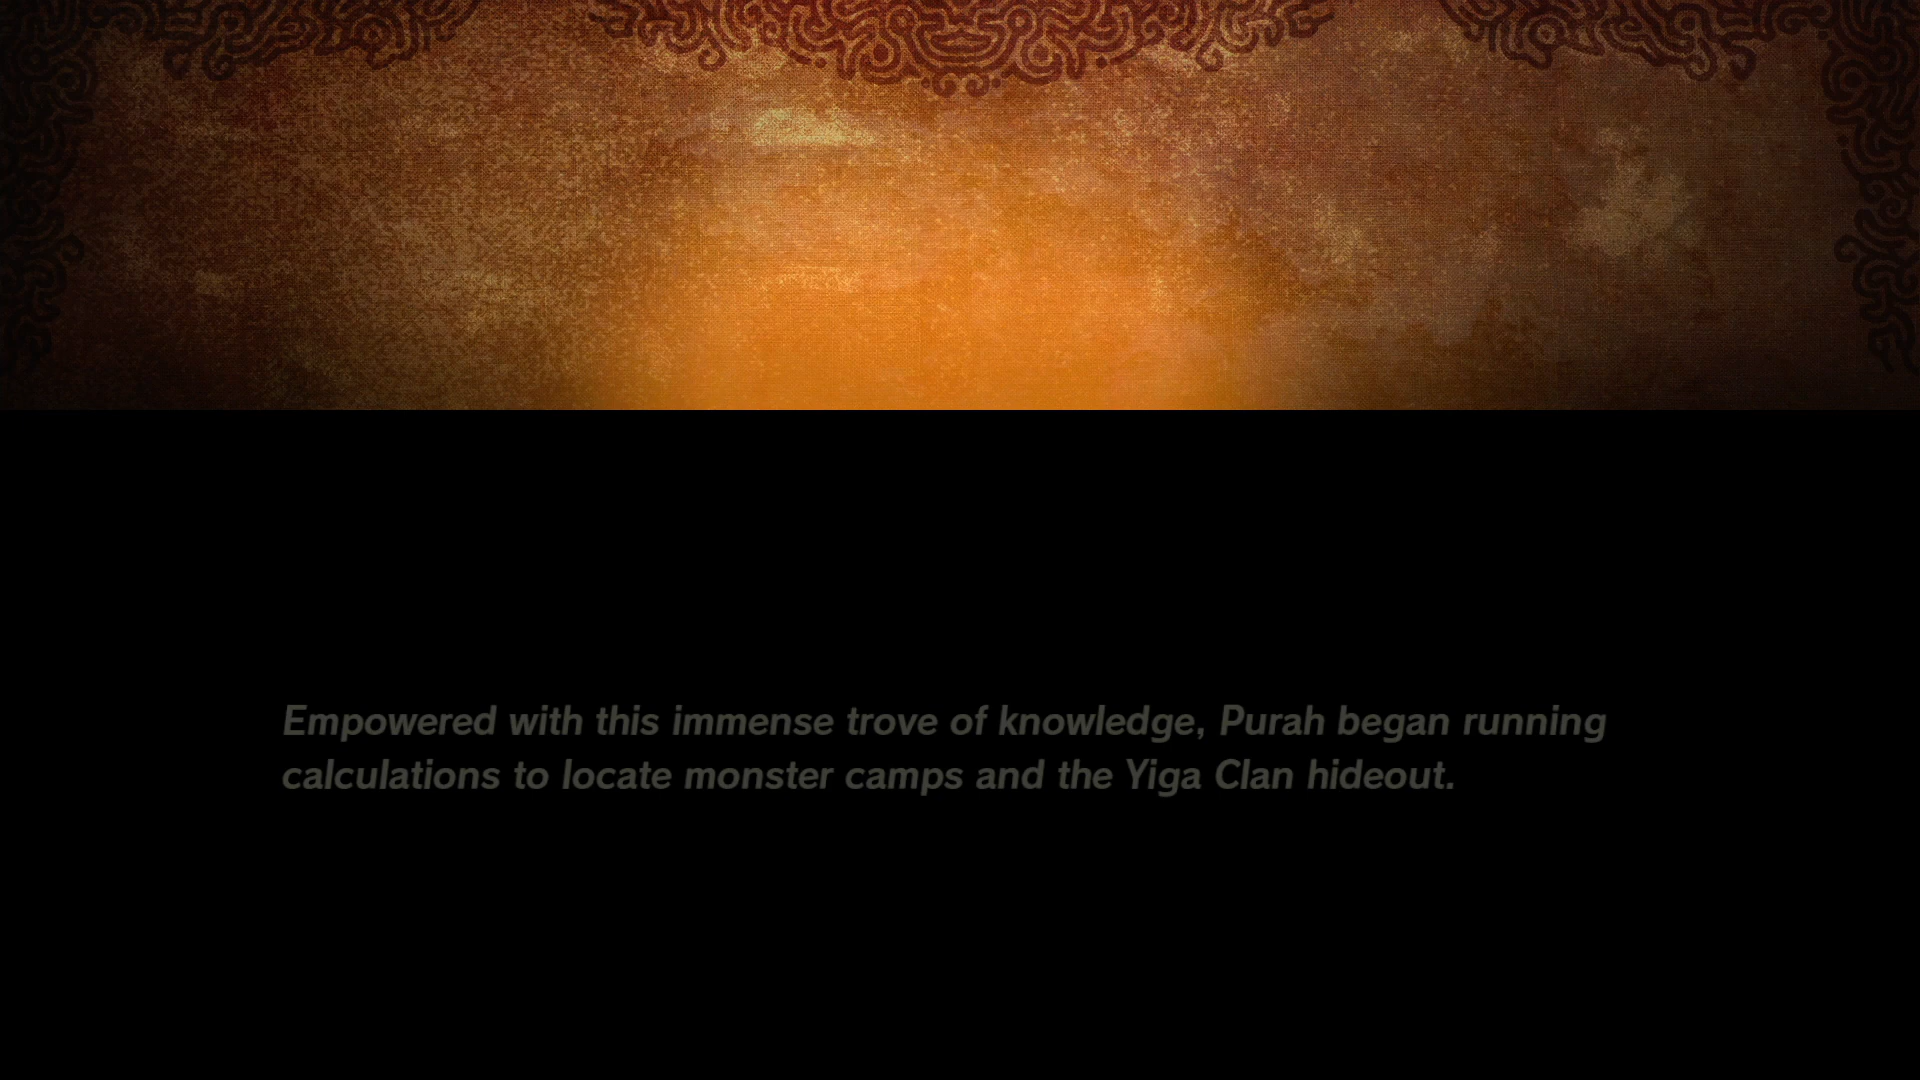 Empowered with this immense trove of knowledge, Purah began running
calculations to locate monster camps and the Yiga Clan hideout.